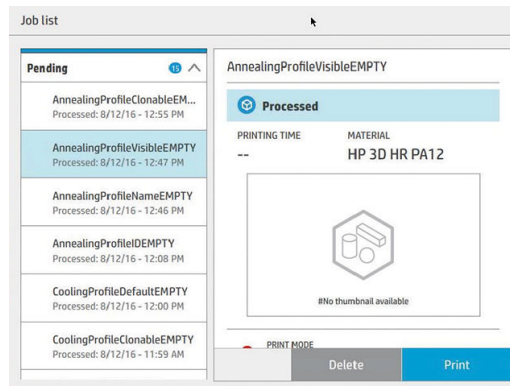 Job list
Pending 15
AnnealingProfileClonableEM...
Processed: 8/12/16 - 12:55 PM
AnnealingProfileVisibleEMPTY
Processed: 8/12/16 - 12:47 PM
AnnealingProfileNameEMPTY
Processed: 8/12/16 - 12:46 PM
AnnealingProfileIDEMPTY
Processed: 8/12/16 - 12:08 PM
CoolingProfileDefaultEMPTY
Processed: 8/12/16 - 12:00 PM
CoolingProfileClonableEMPTY
Processed: 8/12/16 - 11:59 AM
AnnealingProfileVisibleEMPTY
Processed
PRINTING TIME MATERIAL
-- HP 3D HR PA12
#No thumbnail available
PRINT MODE
Delete Print